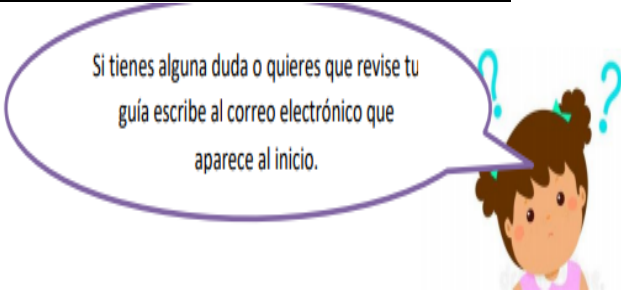 Si tienes alguna duda o quieres que revise tu
guía escribe al correo electrónico que
aparece al inicio.
? ?